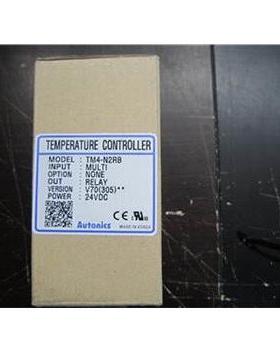 TEMPERATURE CONTROLLER
MODEL : TM4-N2RB
INPUT : MULTI
OPTION : NONE
OUT : RELAY
VERSION : V70(305)**
POWER : 24VDC
Autonics
MADE IN KOREA